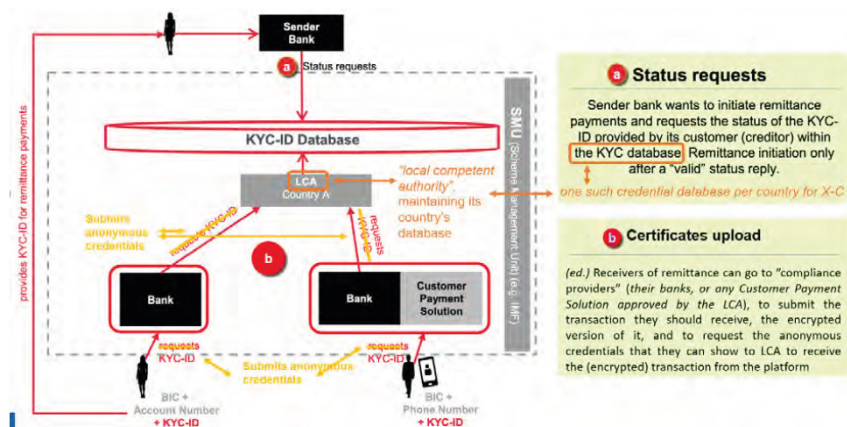 Sender
Bank
a Status requests
KYC-ID Database
LCA
Country A
"local competent
authority",
maintaining its
country's
database
SMU (Scheme Management Unit) (e.g. IMF)
provides KYC-ID for remittance payments
Submits
anonymous
credentials
requests KYC-ID
requests
KYC-ID
b
Bank
Bank
Customer
Payment
Solution
requests
KYC-ID
requests
KYC-ID
Submits anonymous
credentials
BIC +
Account Number
+ KYC-ID
BIC +
Phone Number
+ KYC-ID
a Status requests
Sender bank wants to initiate remittance
payments and requests the status of the KYC-
ID provided by its customer (creditor) within
the KYC database. Remittance initiation only
after a "valid" status reply.
one such credential database per country for X-C
b Certificates upload
(ed.) Receivers of remittance can go to "compliance
providers" (their banks, or any Customer Payment
Solution approved by the LCA), to submit the
transaction they should receive, the encrypted
version of it, and to request the anonymous
credentials that they can show to LCA to receive
the (encrypted) transaction from the platform